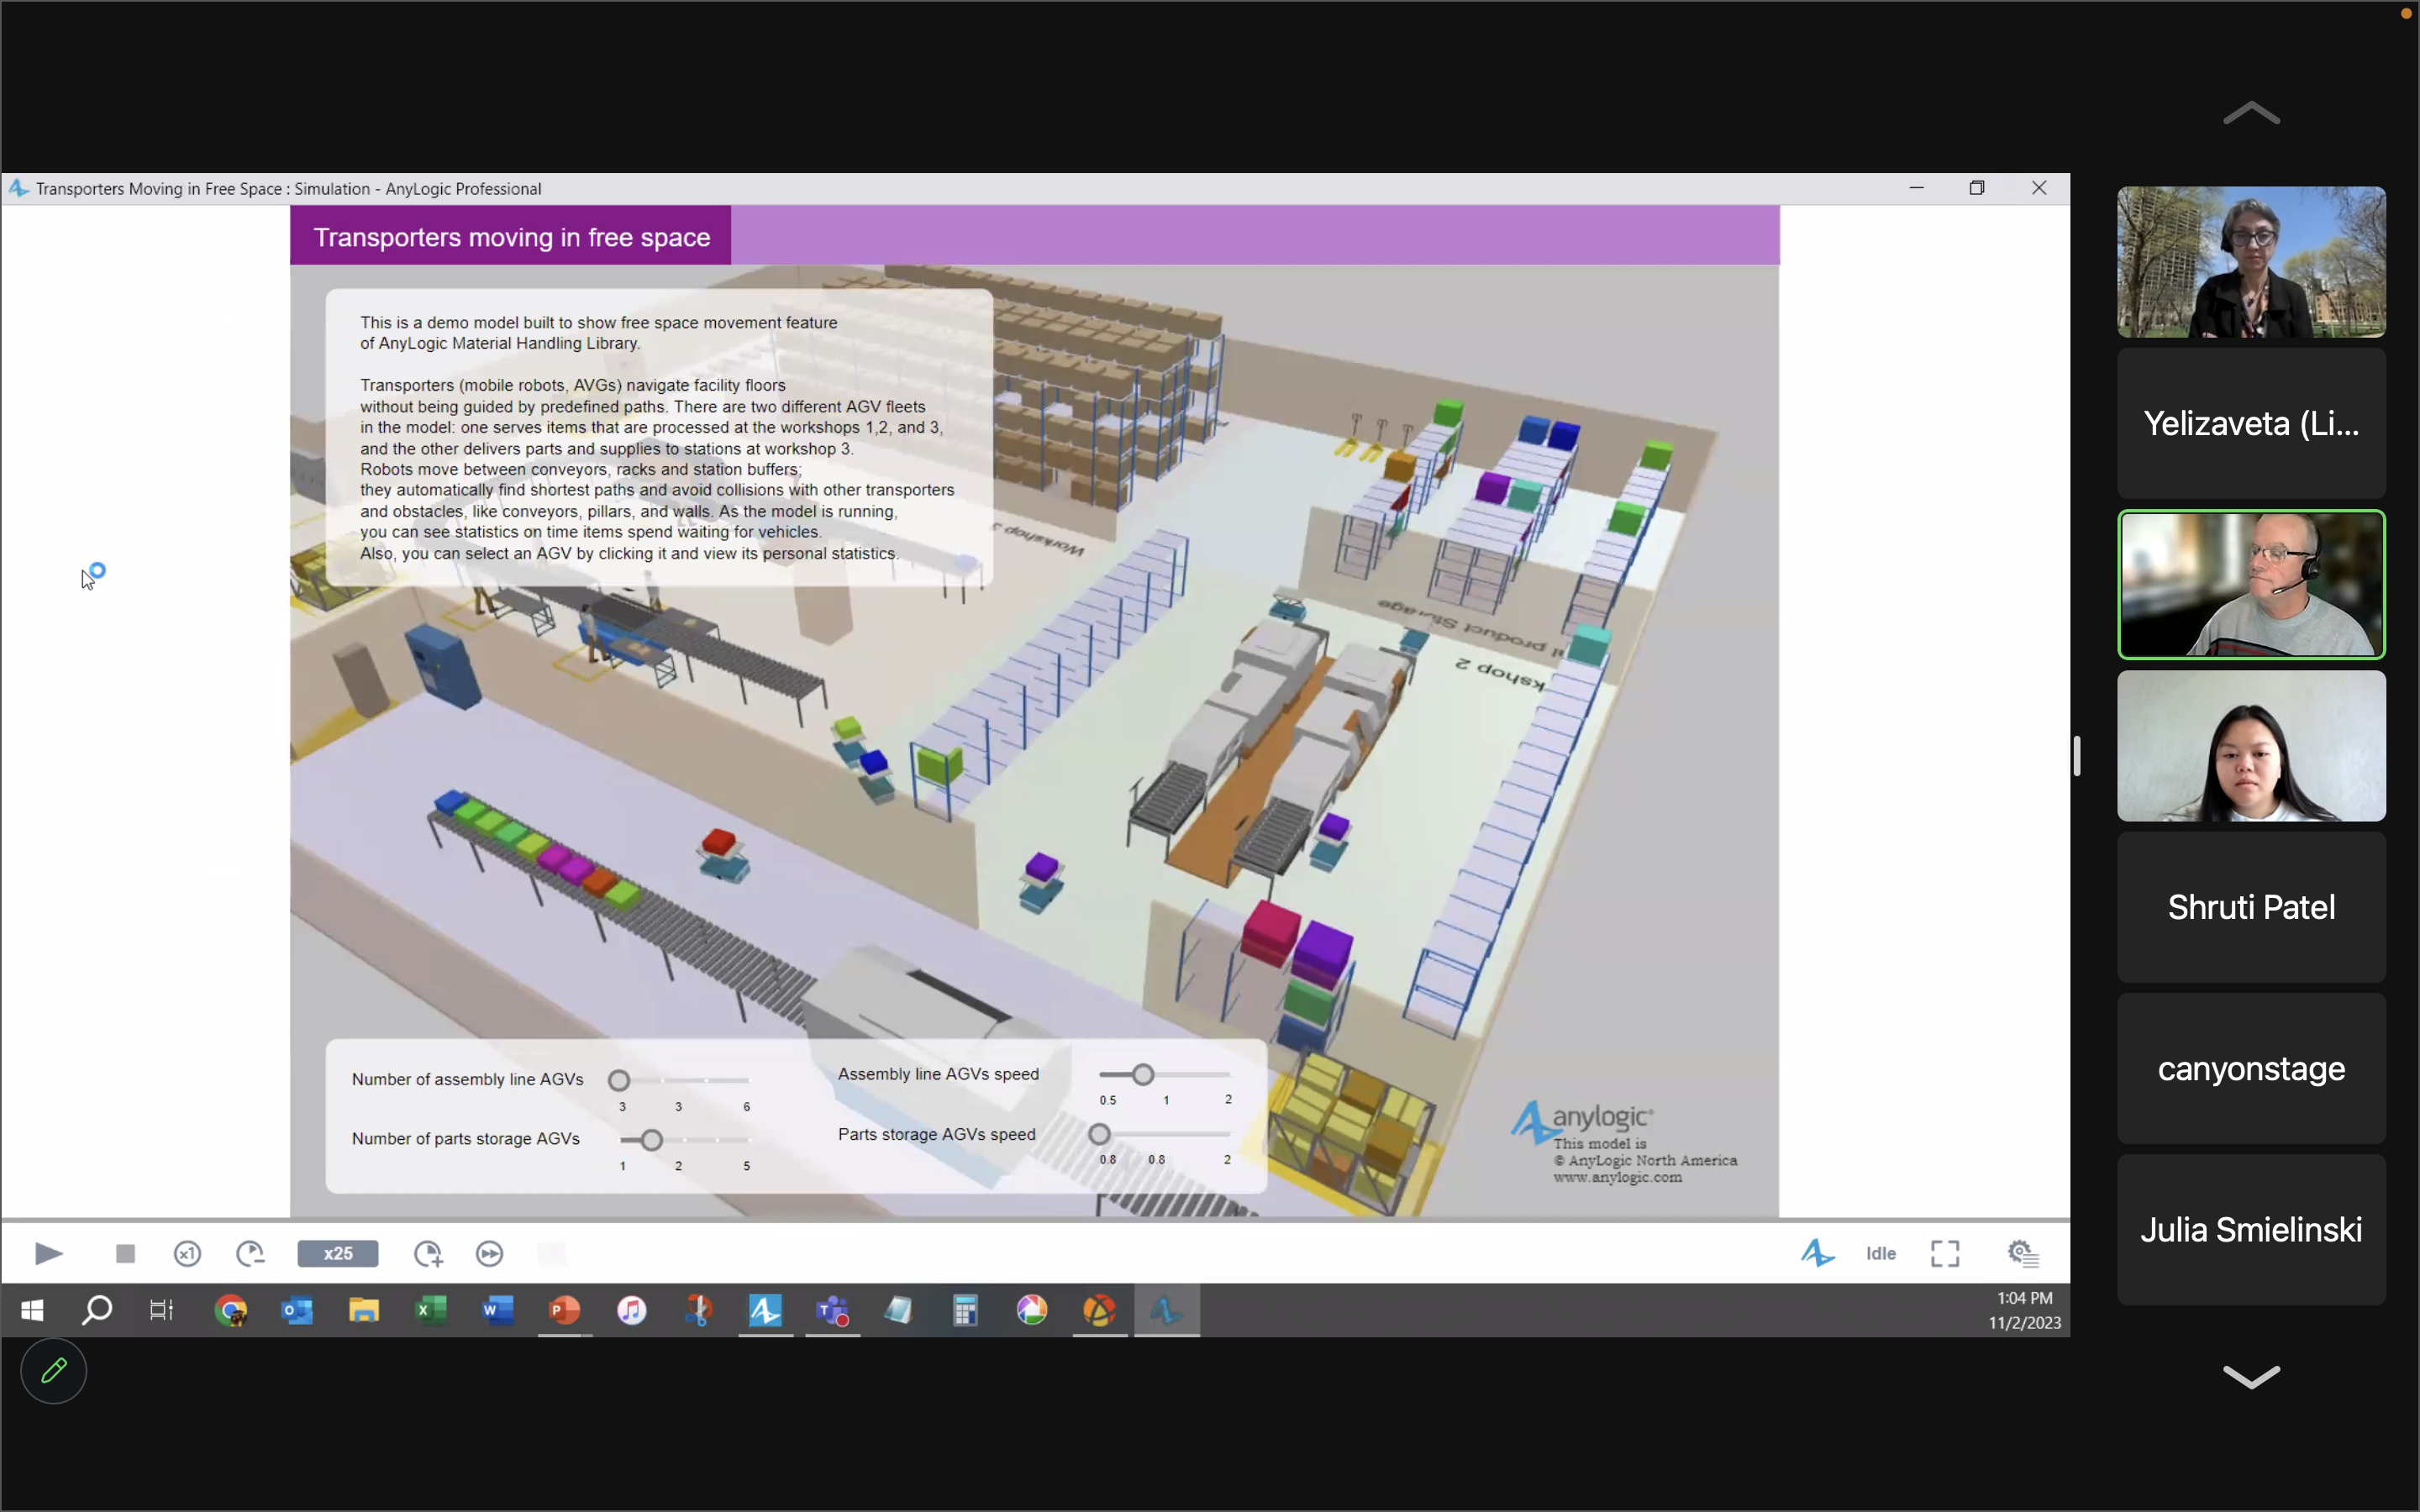 Transporters Moving in Free Space : Simulation - AnyLogic Professional
Transporters moving in free space
This is a demo model built to show free space movement feature
of AnyLogic Material Handling Library.
Transporters (mobile robots, AVGs) navigate facility floors
without being guided by predefined paths. There are two different AGV fleets
in the model: one serves items that are processed at the workshops 1,2, and 3,
and the other delivers parts and supplies to stations at workshop 3.
Robots move between conveyors, racks and station buffers;
they automatically find shortest paths and avoid collisions with other transporters
and obstacles, like conveyors, pillars, and walls. As the model is running,
you can see statistics on time items spend waiting for vehicles.
Also, you can select an AGV by clicking it and view its personal statistics.
Workshop 3
l product Storage
kshop 2
Number of assembly line AGVs
3 3 6
Number of parts storage AGVs
1 2 5
Assembly line AGVs speed
0.5 1 2
Parts storage AGVs speed
0.8 0.8 2
anylogic
This model is
© AnyLogic North America
www.anylogic.com
x1
x25
Idle
1:04 PM
11/2/2023
Yelizaveta (Li...
Shruti Patel
canyonstage
Julia Smielinski